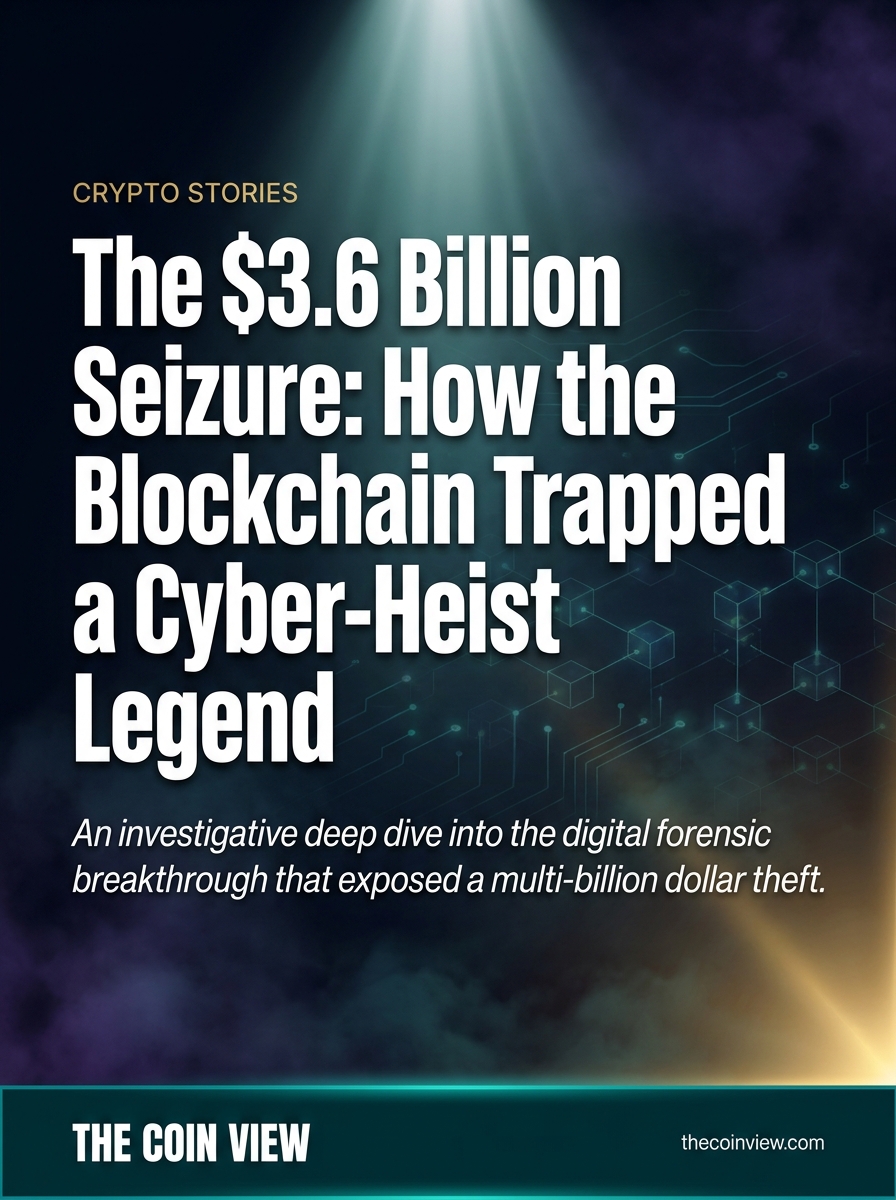 CRYPTO STORIES
The $3.6 Billion
Seizure: How the
Blockchain Trapped
a Cyber-Heist
Legend
An investigative deep dive into the digital forensic
breakthrough that exposed a multi-billion dollar theft.
THE COIN VIEW
thecoinview.com